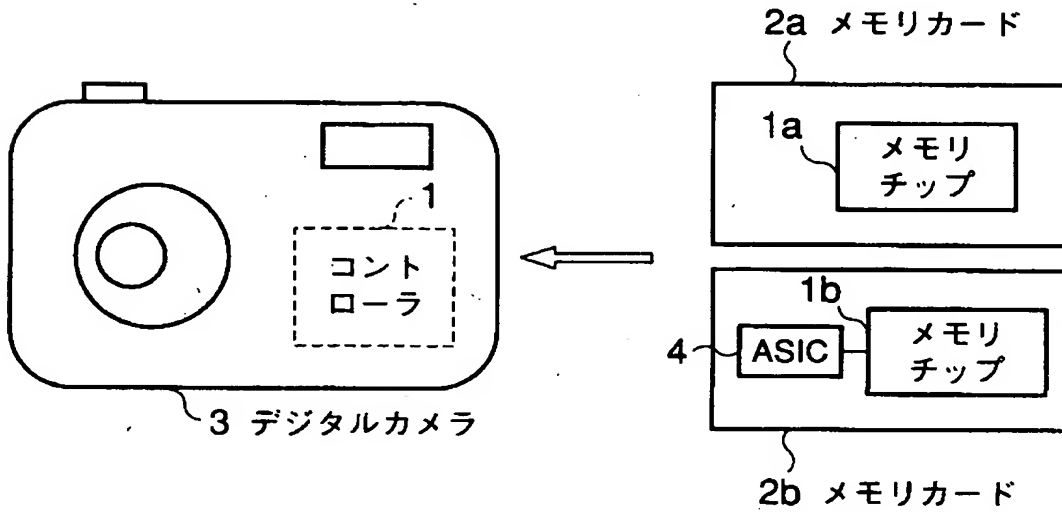 2a メモリカード
1a
メモリ
チップ
1
コント
ローラ
1b
4
ASIC
メモリ
チップ
3 デジタルカメラ
2b メモリカード